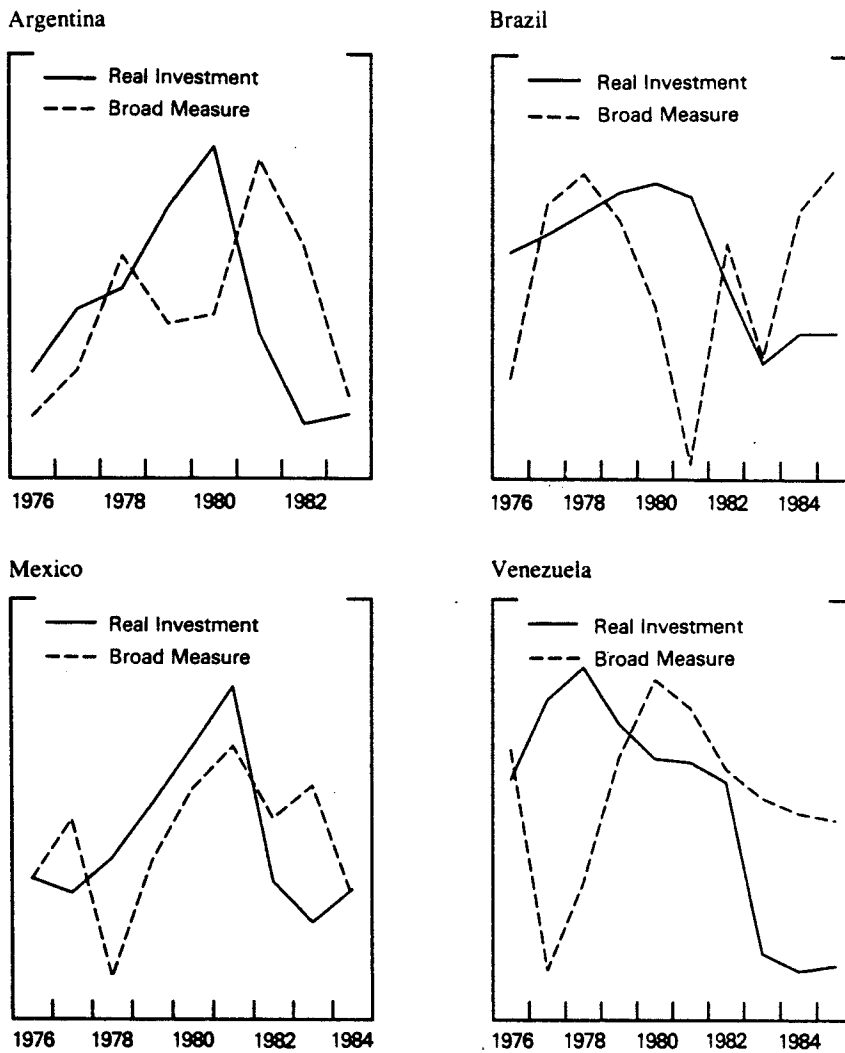 Argentina
Real Investment
Broad Measure
1976 1978 1980 1982
Brazil
Real Investment
Broad Measure
1976 1978 1980 1982 1984
Mexico
Real Investment
Broad Measure
1976 1978 1980 1982 1984
Venezuela
Real Investment
Broad Measure
1976 1978 1980 1982 1984